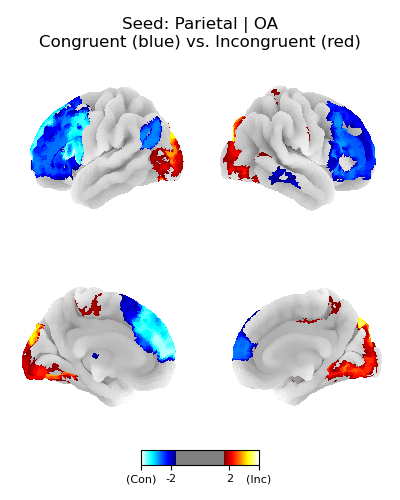 Seed: Parietal | OA
Congruent (blue) vs. Incongruent (red)
-2 2
(Con) (Inc)